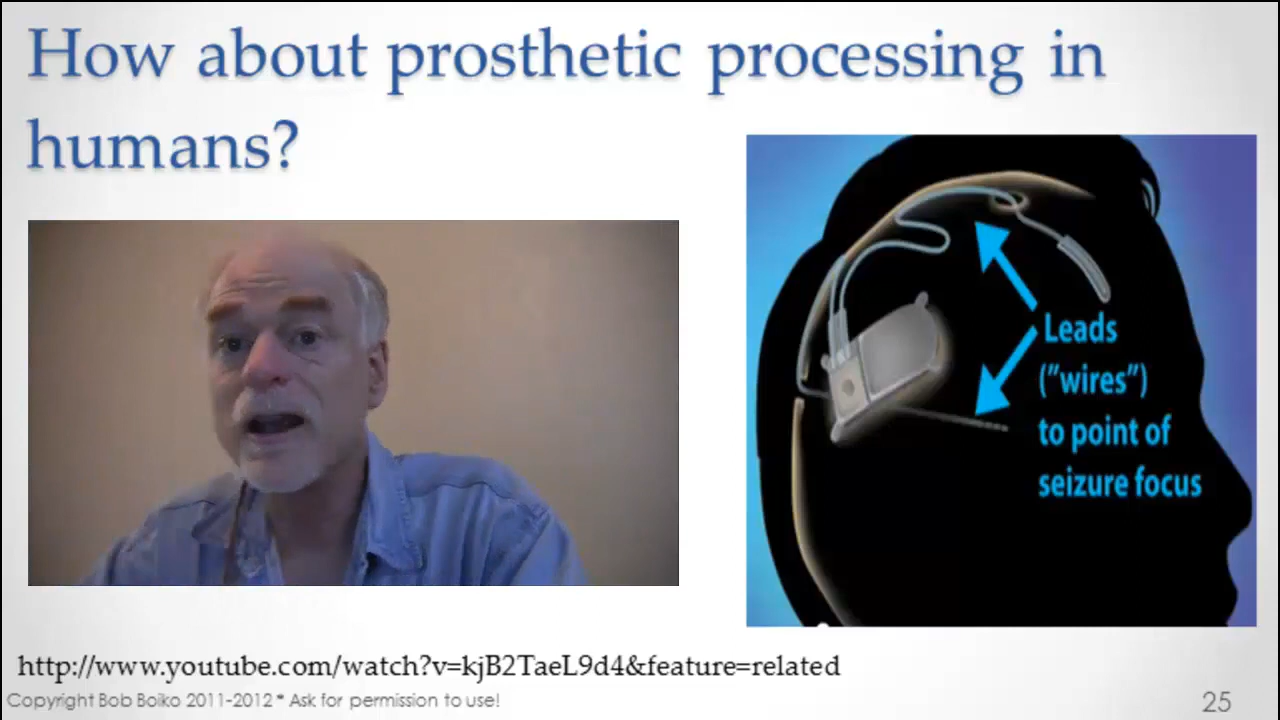 How about prosthetic processing in
humans?
Leads
("wires")
to point of
seizure focus
http://www.youtube.com/watch?v=kjB2TaeL9d4&feature=related
Copyright Bob Boiko 2011-2012 * Ask for permission to use!
25